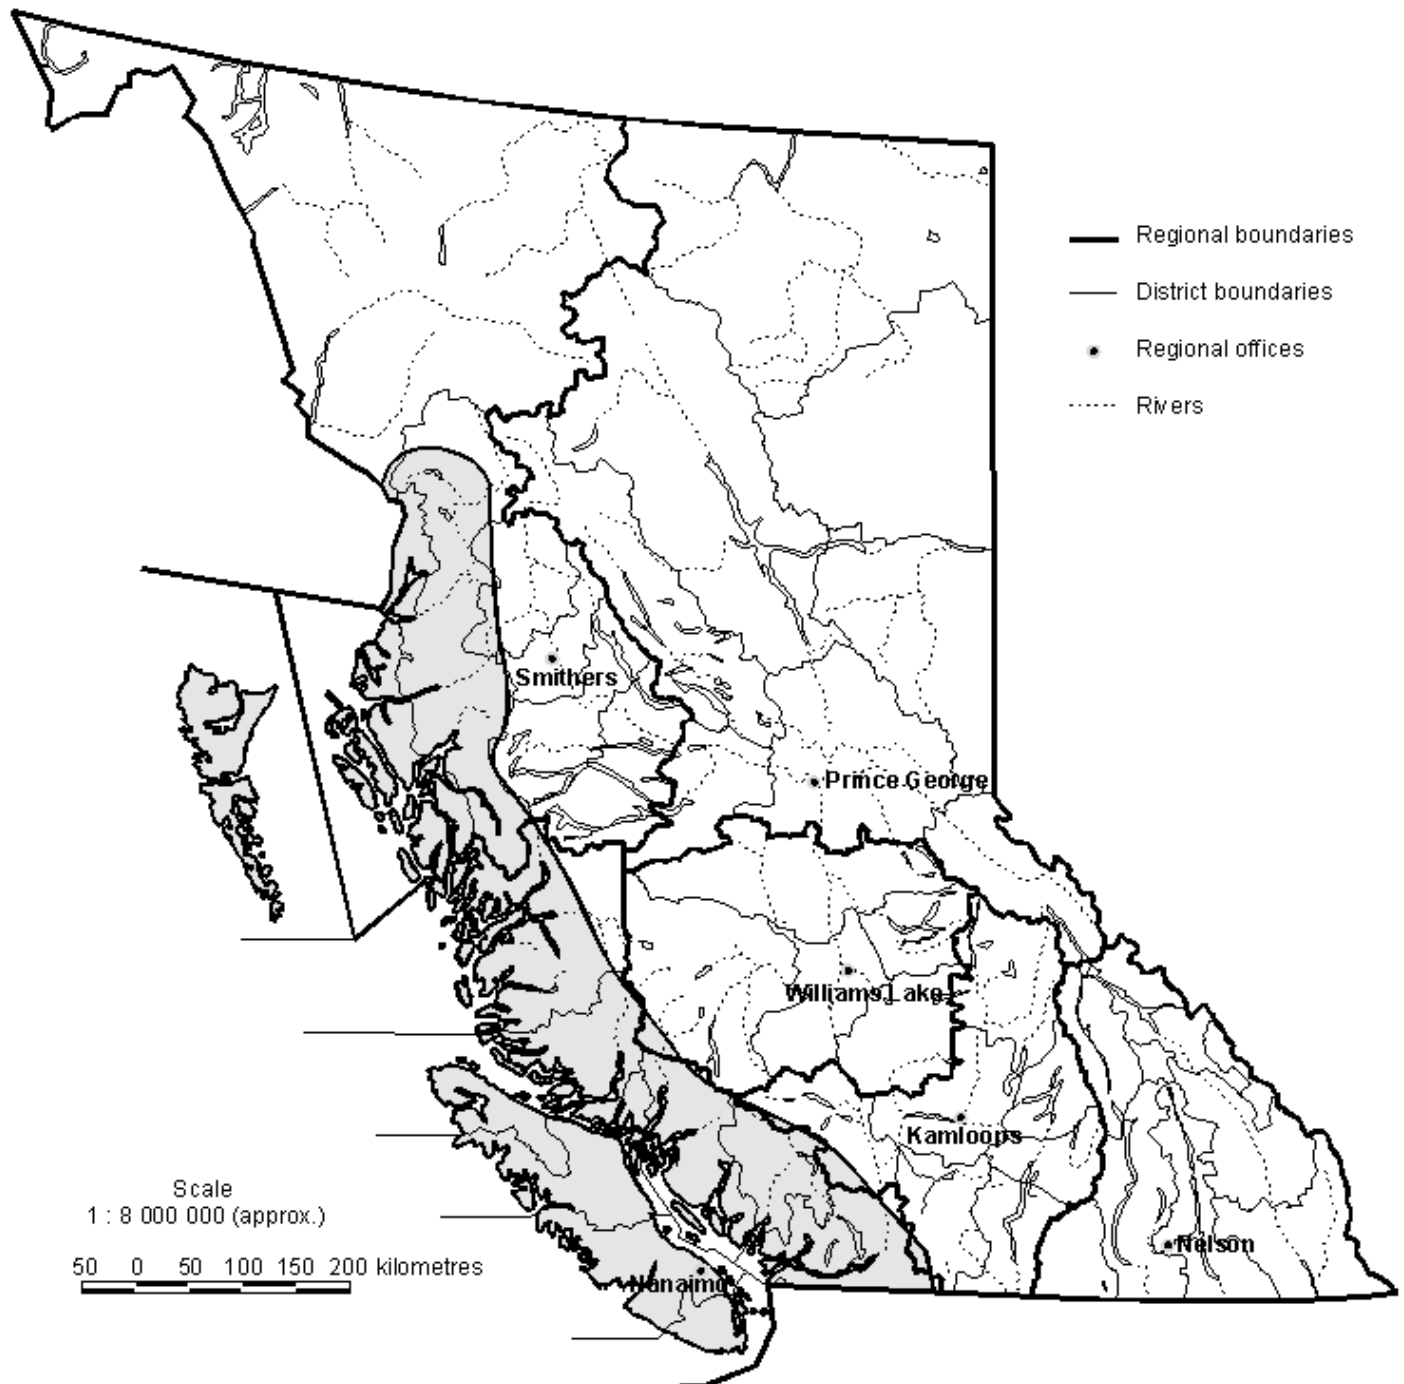 Regional boundaries
District boundaries
Regional offices
Rivers
Smithers
Prince George
Williams Lake
Kamloops
Nelson
Nanaimo
Scale
1 : 8 000 000 (approx.)
50 0 50 100 150 200 kilometres